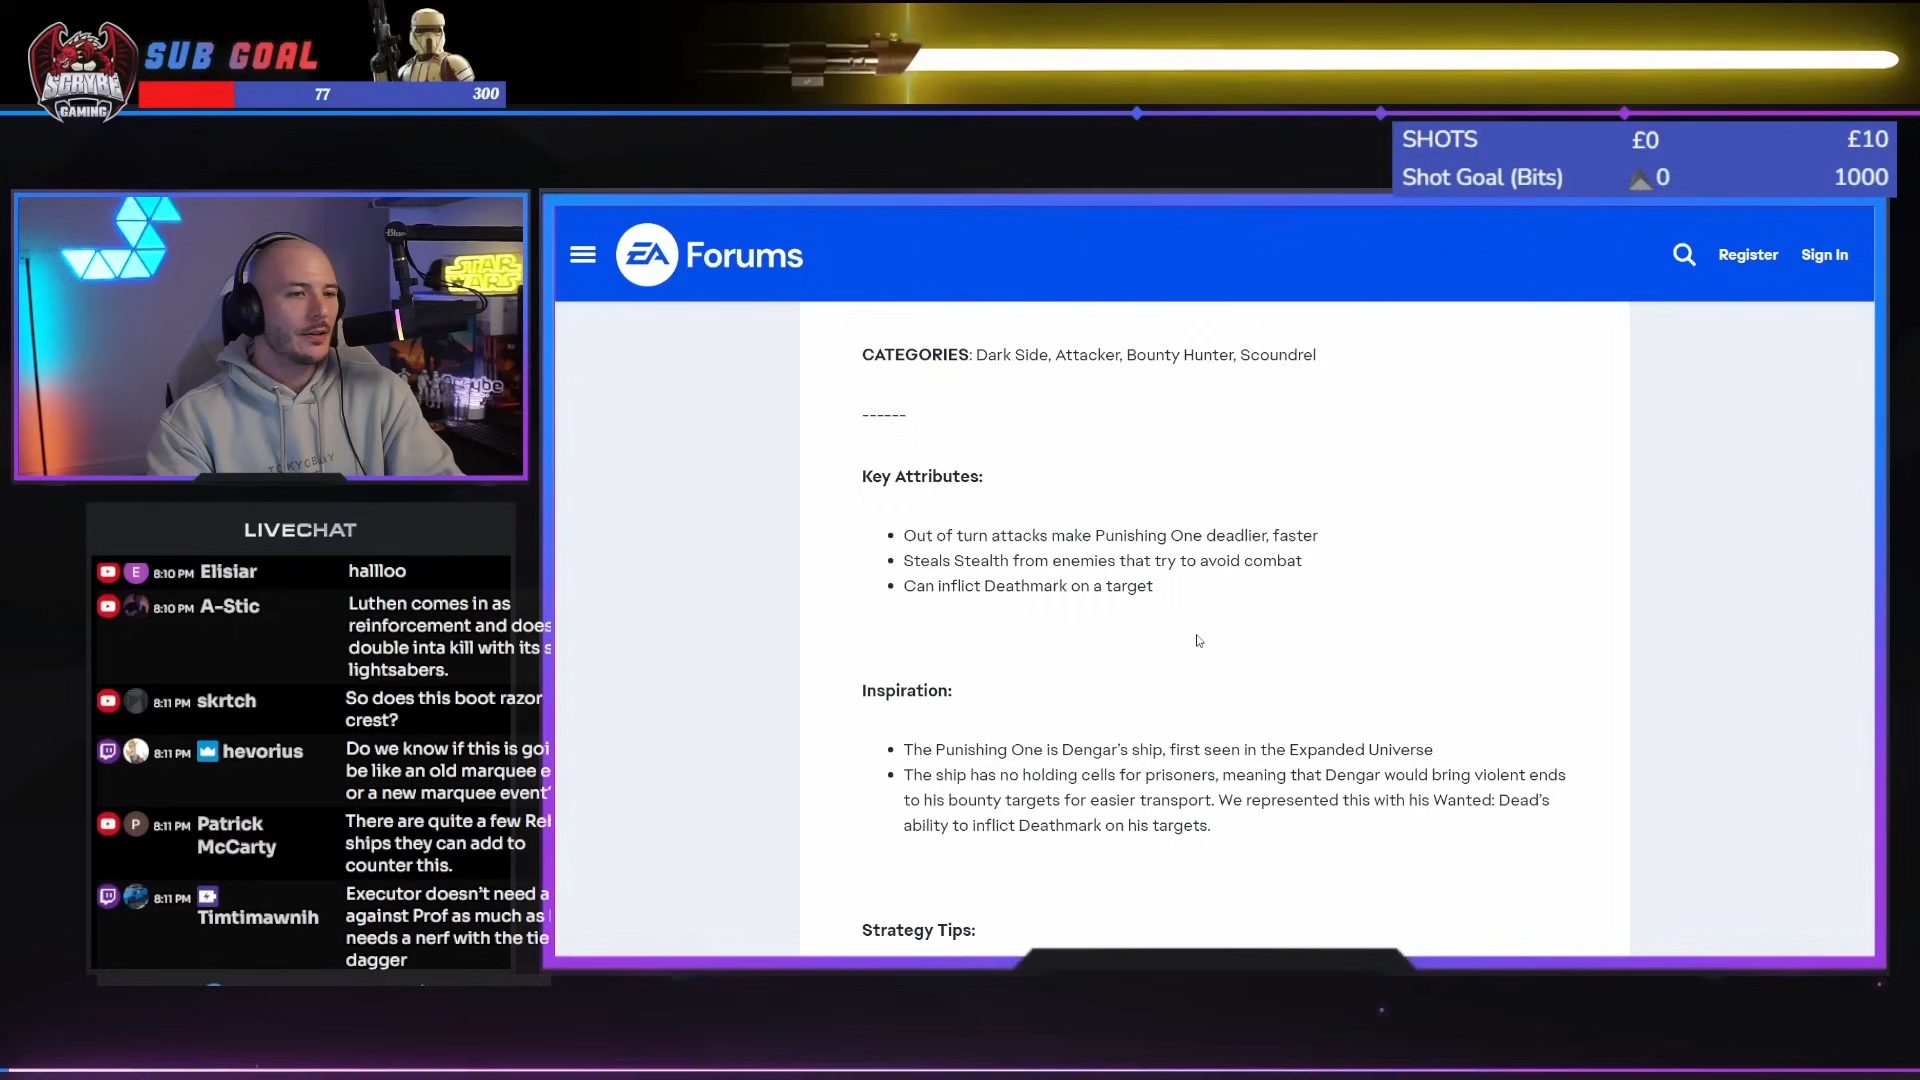 SUB GOAL
SCRYBE
GAMING
77
300
SHOTS £0 £10
Shot Goal (Bits) 0 1000
Blue
STAR
WARS
Scrybe
LIVECHAT
E 8:10 PM Elisiar hallloo
8:10 PM A-Stic Luthen comes in as
reinforcement and does
double inta kill with its s
lightsabers.
8:11 PM skrtch So does this boot razor
crest?
8:11 PM hevorius Do we know if this is goi
be like an old marquee e
or a new marquee event
P 8:11 PM Patrick McCarty There are quite a few Rel
ships they can add to
counter this.
8:11 PM Timtimawnih Executor doesn't need a
against Prof as much as
needs a nerf with the tie
dagger
EA Forums
Register
Sign In
CATEGORIES: Dark Side, Attacker, Bounty Hunter, Scoundrel
------
Key Attributes:
• Out of turn attacks make Punishing One deadlier, faster
• Steals Stealth from enemies that try to avoid combat
• Can inflict Deathmark on a target
Inspiration:
• The Punishing One is Dengar's ship, first seen in the Expanded Universe
• The ship has no holding cells for prisoners, meaning that Dengar would bring violent ends
to his bounty targets for easier transport. We represented this with his Wanted: Dead's
ability to inflict Deathmark on his targets.
Strategy Tips: